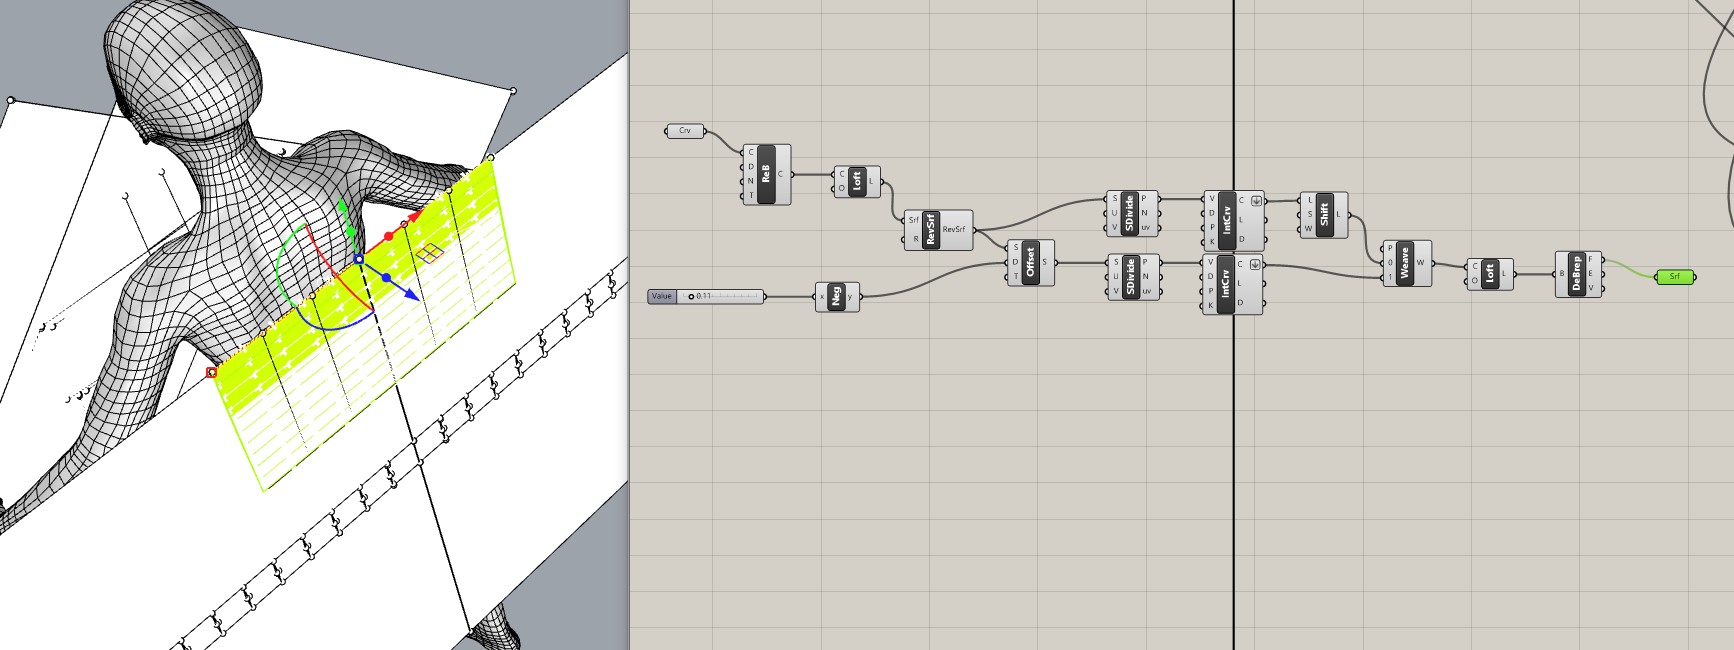 Crv
C
D
N
T
ReB
C
C
O
Loft
L
Srf
R
RevSrf
RevSrf
Value
0.11
x
Neg
y
S
D
T
Offset
S
S
U
V
SDivide
P
N
uv
S
U
V
SDivide
P
N
uv
V
D
P
K
IntCrv
C
L
D
V
D
P
K
IntCrv
C
L
D
L
S
W
Shift
L
P
0
1
Weave
W
C
O
Loft
L
B
DeBrep
F
E
V
Srf